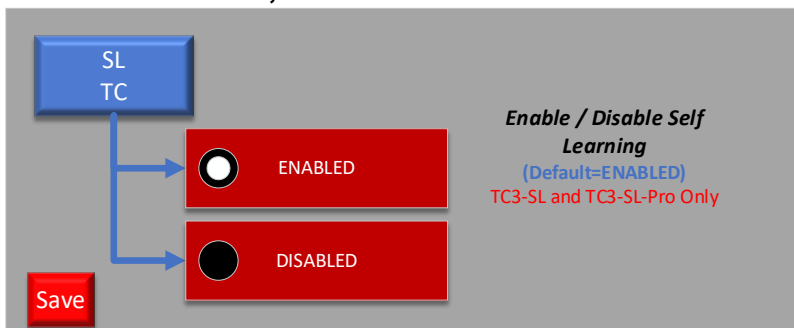 SL
TC
ENABLED
DISABLED
Save
Enable / Disable Self
Learning
(Default=ENABLED)
TC3-SL and TC3-SL-Pro Only